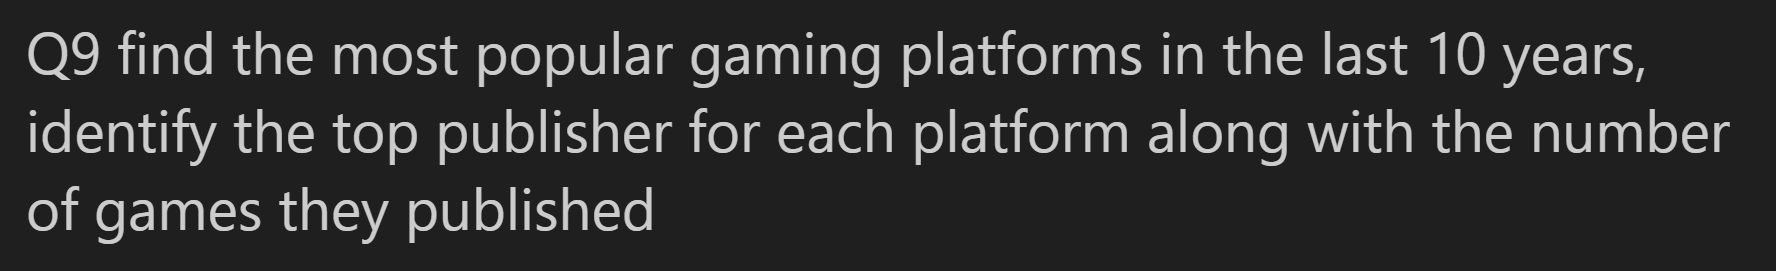 Q9 find the most popular gaming platforms in the last 10 years,
identify the top publisher for each platform along with the number
of games they published